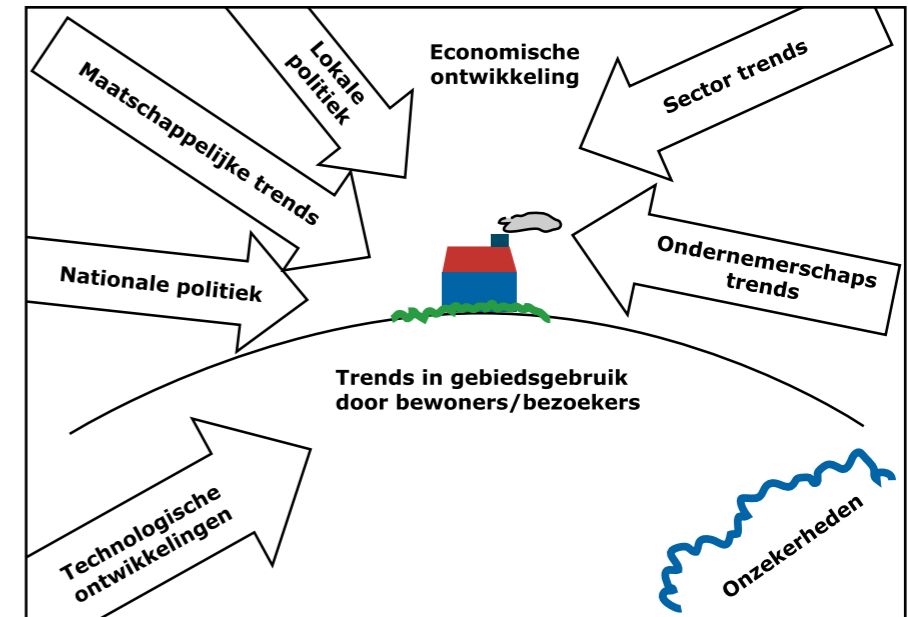 Lokale
politiek
Economische
ontwikkeling
Sector trends
Maatschappelijke trends
Nationale politiek
Ondernemerschaps
trends
Trends in gebiedsgebruik
door bewoners/bezoekers
Technologische
ontwikkelingen
Onzekerheden